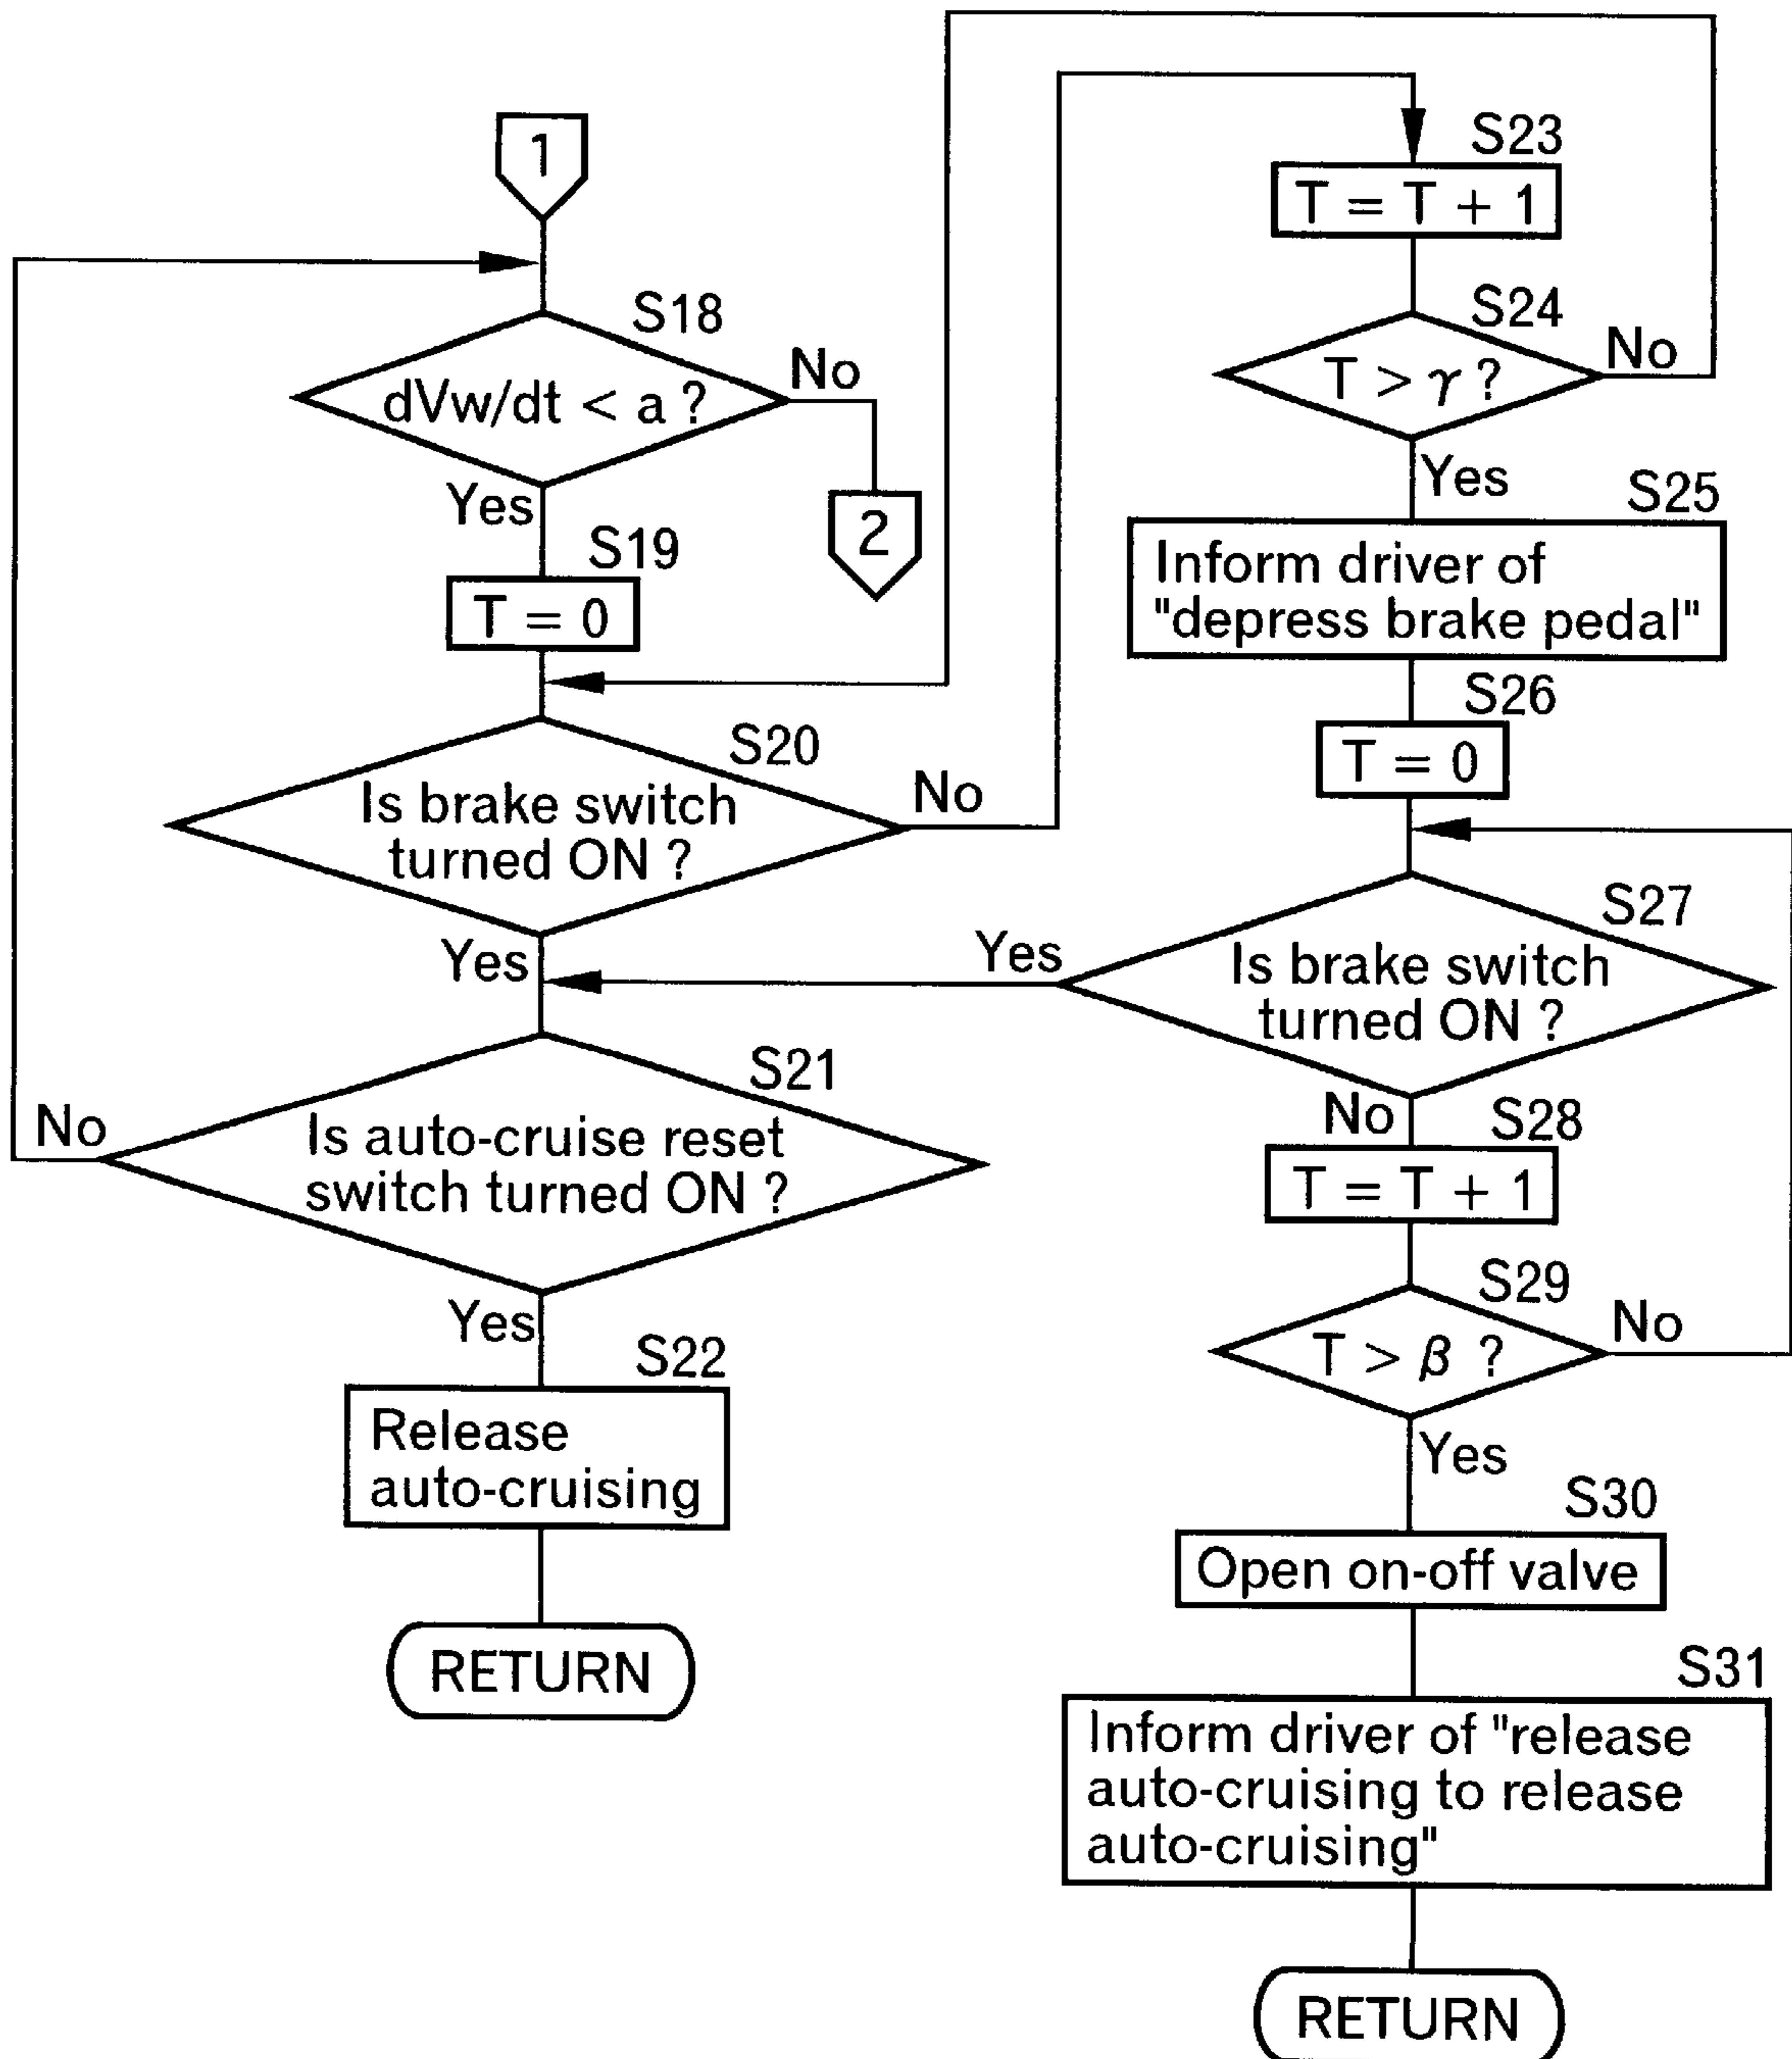 1
S18
dVw/dt < a ?
No
Yes
2
S19
T = 0
S20
Is brake switch
turned ON ?
No
Yes
S21
Is auto-cruise reset
switch turned ON ?
No
Yes
S22
Release
auto-cruising
RETURN
S23
T = T + 1
S24
T > γ ?
No
Yes
S25
Inform driver of
"depress brake pedal"
S26
T = 0
S27
Is brake switch
turned ON ?
Yes
No
S28
T = T + 1
S29
T > β ?
No
Yes
S30
Open on-off valve
S31
Inform driver of "release
auto-cruising to release
auto-cruising"
RETURN